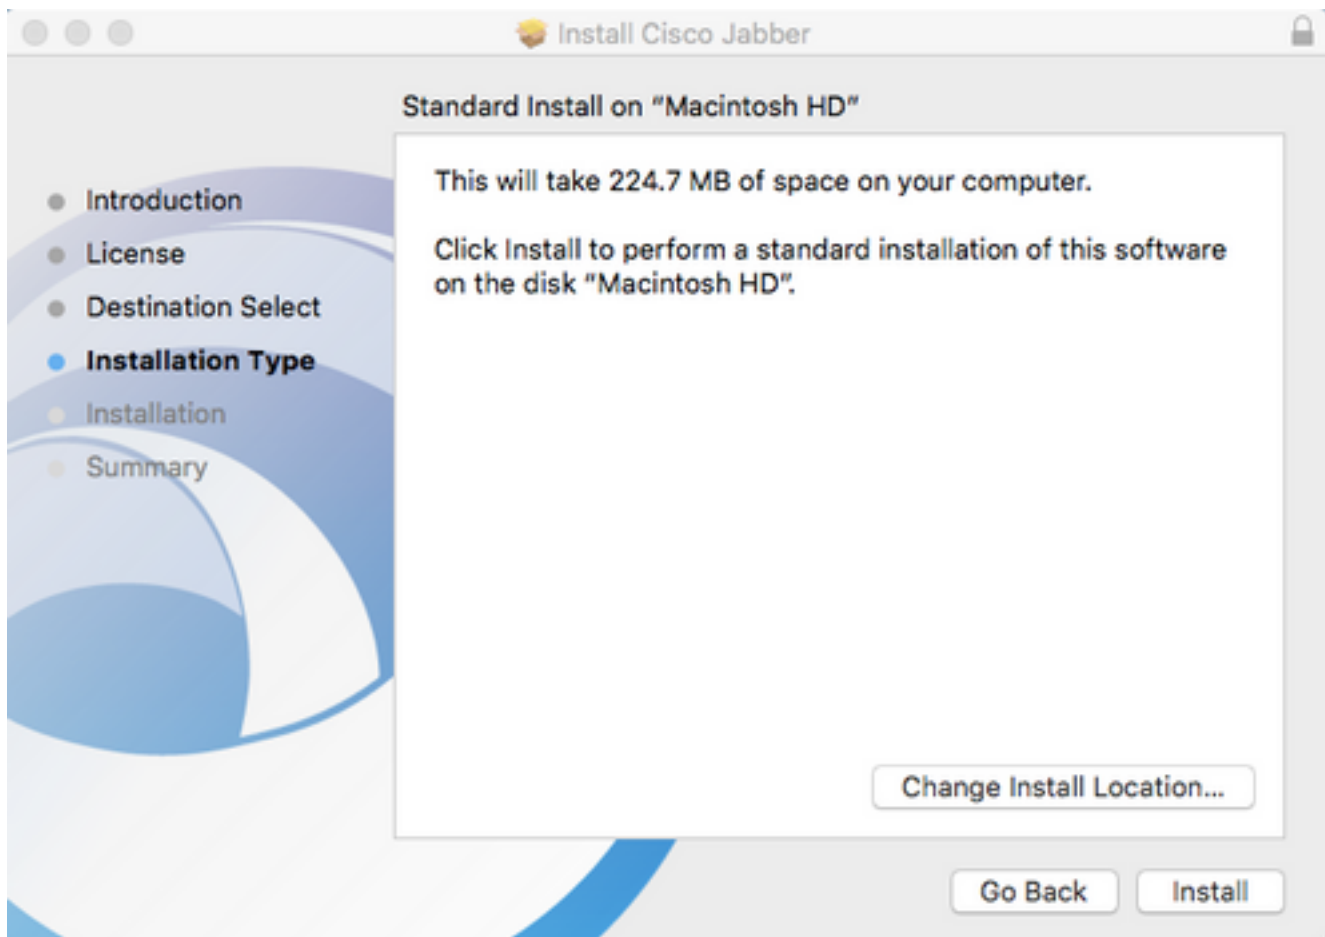 Install Cisco Jabber
Standard Install on "Macintosh HD"
Introduction
License
Destination Select
Installation Type
Installation
Summary
This will take 224.7 MB of space on your computer.
Click Install to perform a standard installation of this software
on the disk "Macintosh HD".
Change Install Location...
Go Back
Install